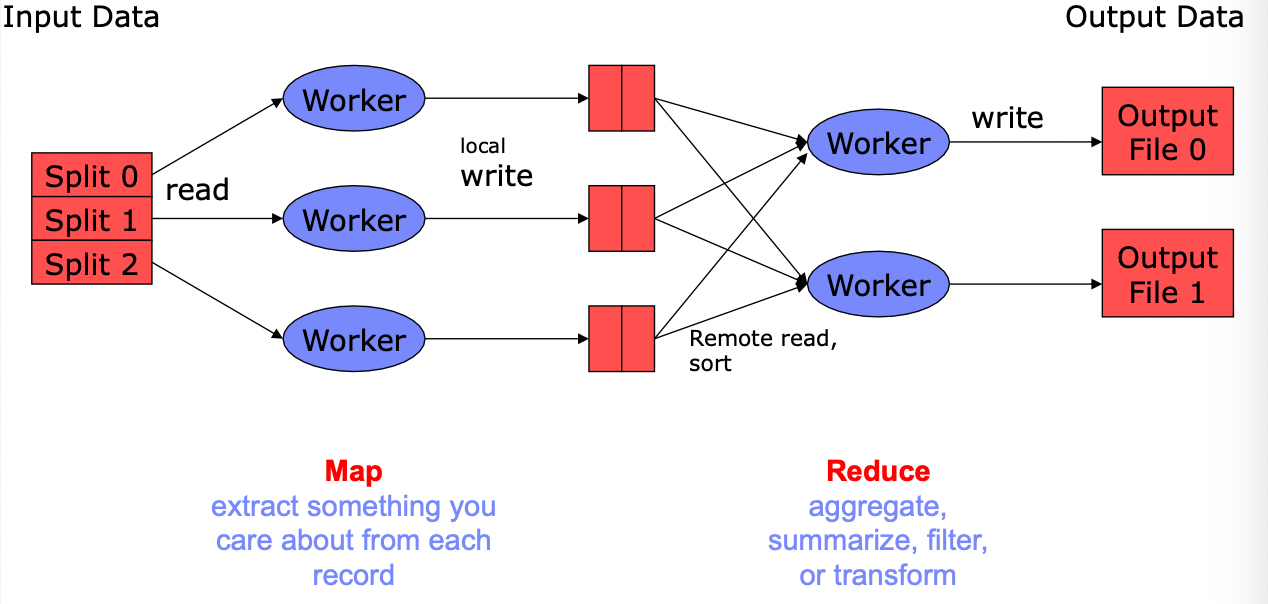 Input Data
Output Data
Split 0
Split 1
Split 2
read
Worker
Worker
Worker
local
write
Remote read,
sort
Worker
Worker
write
Output
File 0
Output
File 1
Map
extract something you
care about from each
record
Reduce
aggregate,
summarize, filter,
or transform